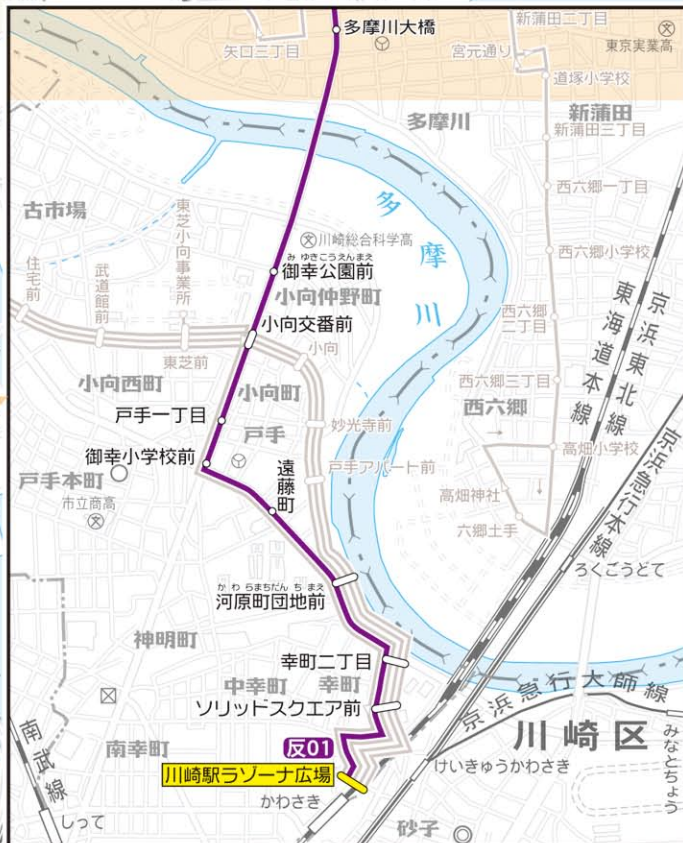 多摩川大橋
新蒲田二丁目
矢口三丁目
宮元通り
東京実業高
道塚小学校
多摩川
新蒲田
新蒲田三丁目
西六郷一丁目
古市場
東芝小向事業所
多摩川
川崎総合科学高
西六郷小学校
みゆきこうえんまえ
御幸公園前
住宅前
武道館前
小向仲野町
京浜東北線
東海道本線
小向交番前
西六郷
二丁目
東芝前
小向
小向西町
小向町
西六郷三丁目
戸手一丁目
西六郷
戸手
妙光寺前
京浜急行本線
御幸小学校前
高畑小学校
戸手本町
遠藤町
戸手アパート前
市立商高
高畑神社
六郷土手
ろくごうどて
かわらまちだんちまえ
河原町団地前
神明町
幸町二丁目
中幸町
幸町
京浜急行大師線
ソリッドスクエア前
南武線
南幸町
反01
川崎区
みなとちょう
川崎駅ラゾーナ広場
けいきゅうかわさき
かわさき
しって
砂子